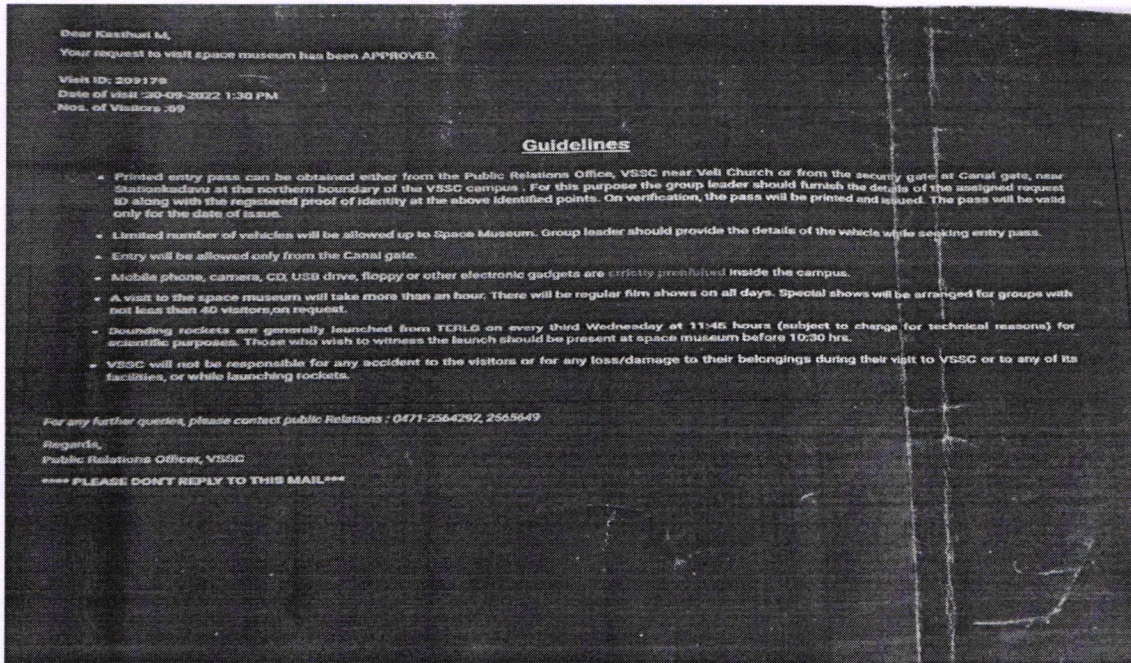 Dear Kasthuri M,
Your request to visit space museum has been APPROVED.
Visit ID: 209179
Date of visit :30-09-2022 1:30 PM
Nos. of Visitors :69
Guidelines
• Printed entry pass can be obtained either from the Public Relations Office, VSSC near Veli Church or from the security gate at Canal gate, near
Stationkadavu at the northern boundary of the VSSC campus . For this purpose the group leader should furnish the details of the assigned request
ID along with the registered proof of identity at the above identified points. On verification, the pass will be printed and issued. The pass will be valid
only for the date of issue.
• Limited number of vehicles will be allowed up to Space Museum. Group leader should provide the details of the vehicle while seeking entry pass.
• Entry will be allowed only from the Canal gate.
• Mobile phone, camera, CD, USB drive, floppy or other electronic gadgets are strictly prohibited inside the campus.
• A visit to the space museum will take more than an hour. There will be regular film shows on all days. Special shows will be arranged for groups with
not less than 40 visitors,on request.
• Sounding rockets are generally launched from TERLS on every third Wednesday at 11:45 hours (subject to change for technical reasons) for
scientific purposes. Those who wish to witness the launch should be present at space museum before 10:30 hrs.
• VSSC will not be responsible for any accident to the visitors or for any loss/damage to their belongings during their visit to VSSC or to any of its
facilities, or while launching rockets.
For any further queries, please contact public Relations : 0471-2564292, 2565649
Regards,
Public Relations Officer, VSSC
**** PLEASE DON'T REPLY TO THIS MAIL***